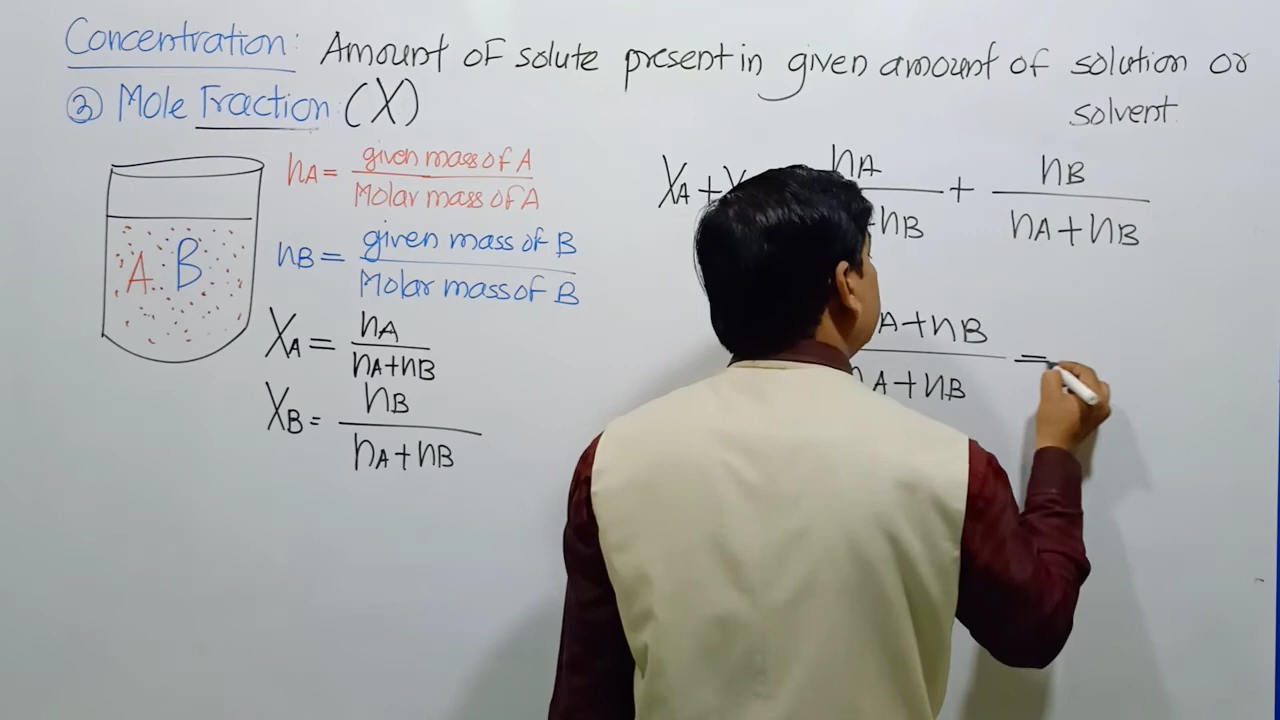 Concentration: Amount of solute present in given amount of solution or
solvent
③ Mole Fraction (X)
A B
nA = given mass of A
Molar mass of A
nB = given mass of B
Molar mass of B
XA = nA
nA+nB
XB = nB
nA+nB
XA + nA + nB
nB nA+nB
A+nB =
A+nB